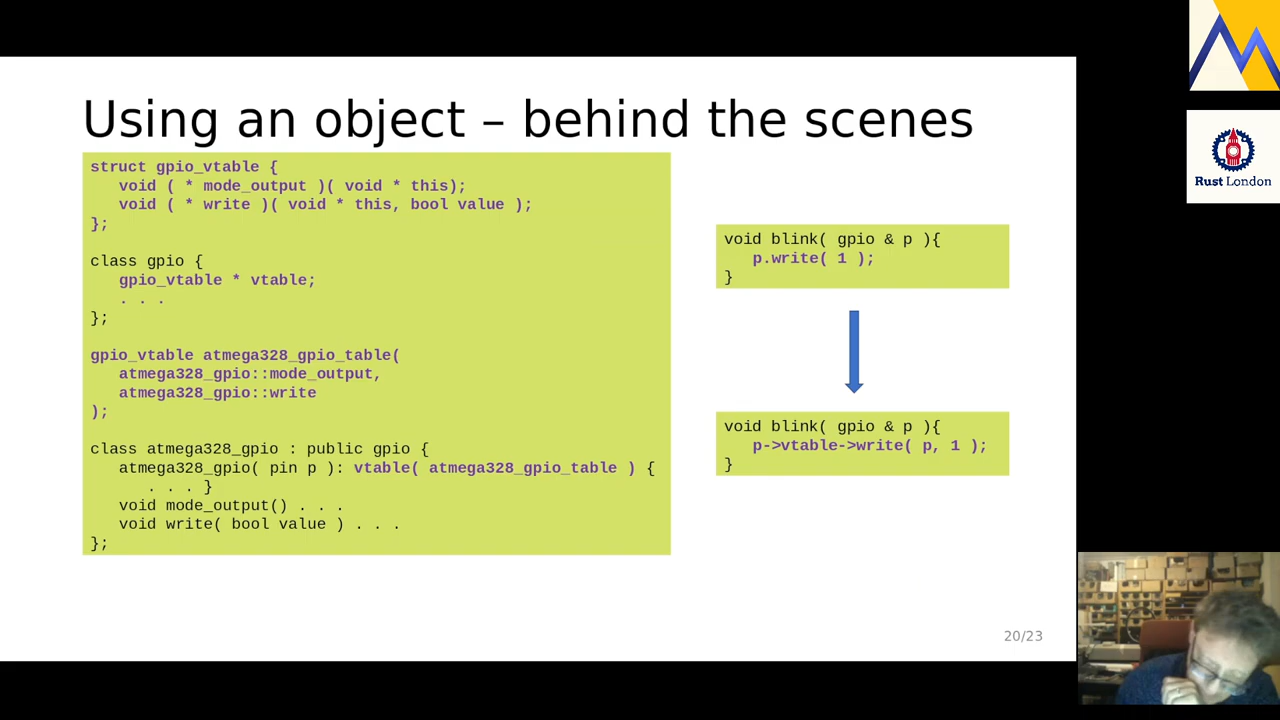 Using an object – behind the scenes
struct gpio_vtable {
void ( * mode_output )( void * this);
void ( * write )( void * this, bool value );
};
class gpio {
gpio_vtable * vtable;
. . .
};
gpio_vtable atmega328_gpio_table(
atmega328_gpio::mode_output,
atmega328_gpio::write
);
class atmega328_gpio : public gpio {
atmega328_gpio( pin p ): vtable( atmega328_gpio_table ) {
. . . }
void mode_output() . . .
void write( bool value ) . . .
};
void blink( gpio & p ){
p.write( 1 );
}
void blink( gpio & p ){
p->vtable->write( p, 1 );
}
20/23
Rust London